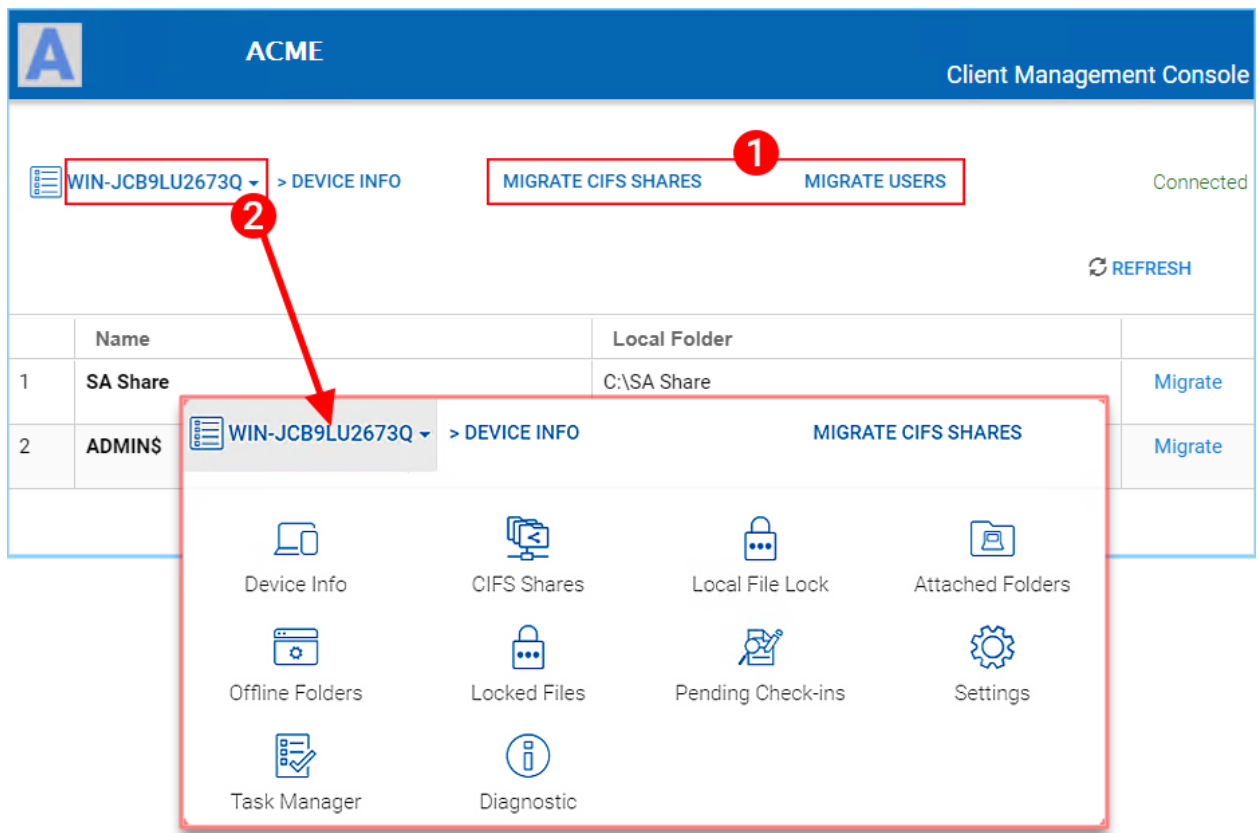 A
ACME
Client Management Console
1
WIN-JCB9LU2673Q > DEVICE INFO MIGRATE CIFS SHARES MIGRATE USERS Connected
2
REFRESH
Name Local Folder
1 SA Share C:\SA Share Migrate
WIN-JCB9LU2673Q > DEVICE INFO MIGRATE CIFS SHARES
2 ADMIN$ Migrate
Device Info CIFS Shares Local File Lock Attached Folders
Offline Folders Locked Files Pending Check-ins Settings
Task Manager Diagnostic